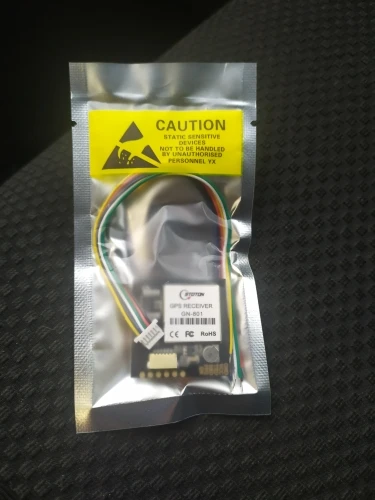 CAUTION
STATIC SENSITIVE
DEVICES
NOT TO BE HANDLED
BY UNAUTHORISED
PERSONNEL YX
GPS RECEIVER
GN-801
CE FC RoHS